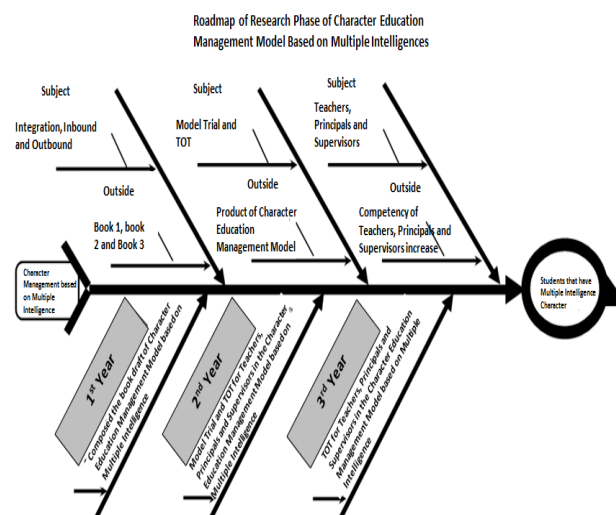 Roadmap of Research Phase of Character Education
Management Model Based on Multiple Intelligences
Subject
Integration, Inbound
and Outbound
Outside
Book 1, book
2 and Book 3
Subject
Model Trial and
TOT
Outside
Product of Character
Education
Management Model
Subject
Teachers,
Principals and
Supervisors
Outside
Competency of
Teachers, Principals and
Supervisors increase
Character
Management based
on Multiple
Intelligence
Students that have
Multiple Intelligence
Character
1st Year
Composed the book draft of Character
Education Management Model based on
Multiple Intelligence
2nd Year
Model Trial and TOT for Teachers,
Principals and Supervisors in the Character
Education Management Model based on
Multiple Intelligence
3rd Year
TOT for Teachers, Principals and
Supervisors in the Character Education
Management Model based on Multiple
Intelligence